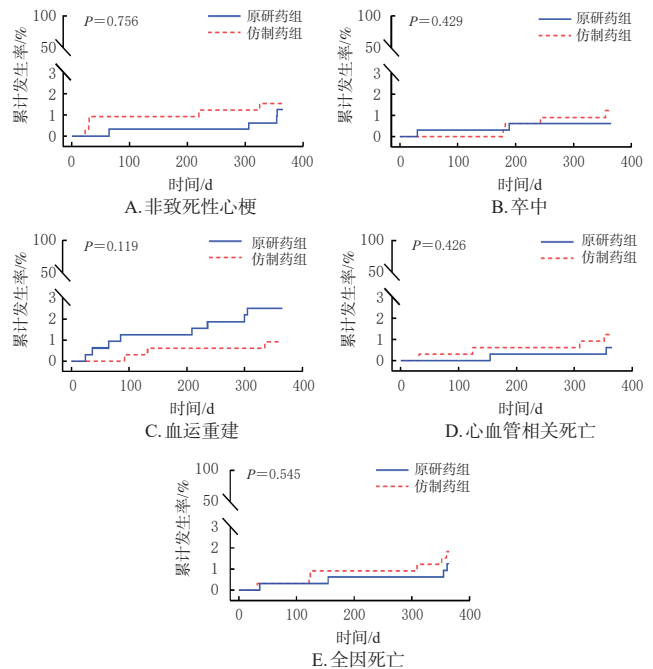 100
50
3
2
1
0
累计发生率/%
P=0.756
原研药组
仿制药组
0
100
200
300
400
时间/d
A.非致死性心梗
100
50
3
2
1
0
累计发生率/%
P=0.429
原研药组
仿制药组
0
100
200
300
400
时间/d
B.卒中
100
50
3
2
1
0
累计发生率/%
P=0.119
原研药组
仿制药组
0
100
200
300
400
时间/d
C.血运重建
100
50
3
2
1
0
累计发生率/%
P=0.426
原研药组
仿制药组
0
100
200
300
400
时间/d
D.心血管相关死亡
100
50
3
2
1
0
累计发生率/%
P=0.545
原研药组
仿制药组
0
100
200
300
400
时间/d
E.全因死亡